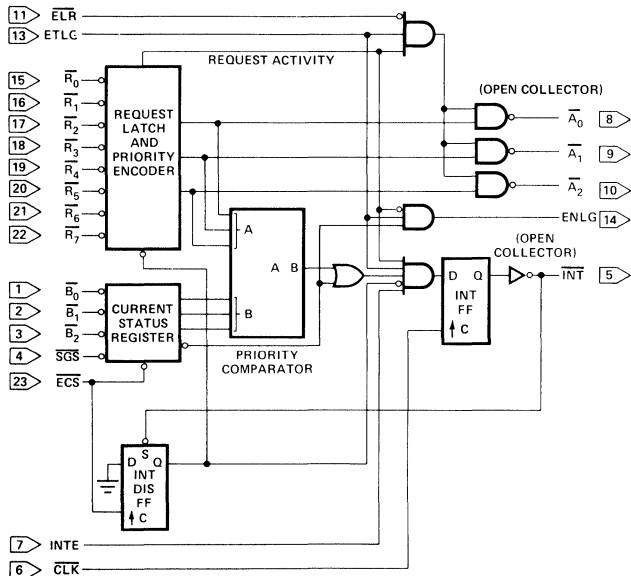 11 ELR
13 ETLG
REQUEST ACTIVITY
15 R0
16 R1
17 R2
18 R3
19 R4
20 R5
21 R6
22 R7
REQUEST
LATCH
AND
PRIORITY
ENCODER
(OPEN COLLECTOR)
A0 8
A1 9
A2 10
ENLG 14
(OPEN
COLLECTOR)
INT 5
A
A B
B
PRIORITY
COMPARATOR
D Q
INT
FF
C
1 B0
2 B1
3 B2
4 SGS
23 ECS
CURRENT
STATUS
REGISTER
S
D Q
INT
DIS
FF
C
7 INTE
6 CLK